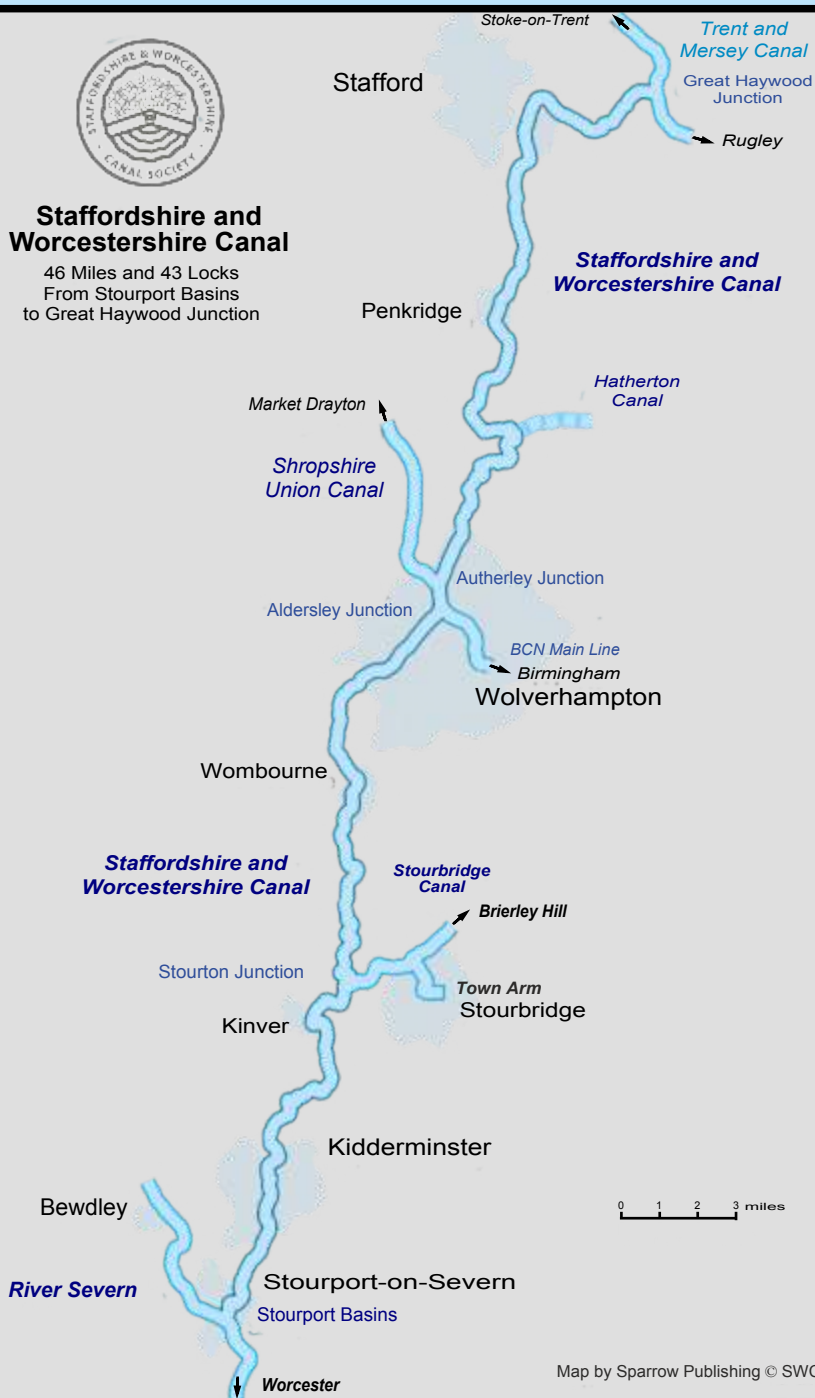 Stoke-on-Trent
Trent and
Mersey Canal
STAFFORDSHIRE & WORCESTERSHIRE
CANAL SOCIETY
Stafford
Great Haywood
Junction
Rugley
Staffordshire and
Worcestershire Canal
46 Miles and 43 Locks
From Stourport Basins
to Great Haywood Junction
Staffordshire and
Worcestershire Canal
Penkridge
Hatherton
Canal
Market Drayton
Shropshire
Union Canal
Autherley Junction
Aldersley Junction
BCN Main Line
Birmingham
Wolverhampton
Wombourne
Staffordshire and
Worcestershire Canal
Stourbridge
Canal
Brierley Hill
Stourton Junction
Town Arm
Stourbridge
Kinver
Kidderminster
Bewdley
0 1 2 3 miles
River Severn
Stourport-on-Severn
Stourport Basins
Worcester
Map by Sparrow Publishing © SWC